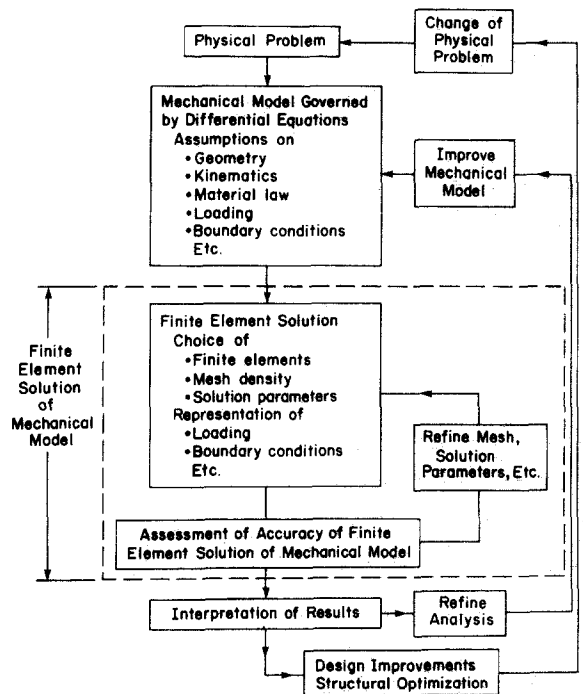 Physical Problem
Change of
Physical
Problem
Mechanical Model Governed
by Differential Equations
Assumptions on
•Geometry
•Kinematics
•Material law
•Loading
•Boundary conditions
Etc.
Improve
Mechanical
Model
Finite
Element
Solution
of
Mechanical
Model
Finite Element Solution
Choice of
•Finite elements
•Mesh density
•Solution parameters
Representation of
•Loading
•Boundary conditions
Etc.
Refine Mesh,
Solution
Parameters, Etc.
Assessment of Accuracy of Finite
Element Solution of Mechanical Model
Interpretation of Results
Refine
Analysis
Design Improvements
Structural Optimization